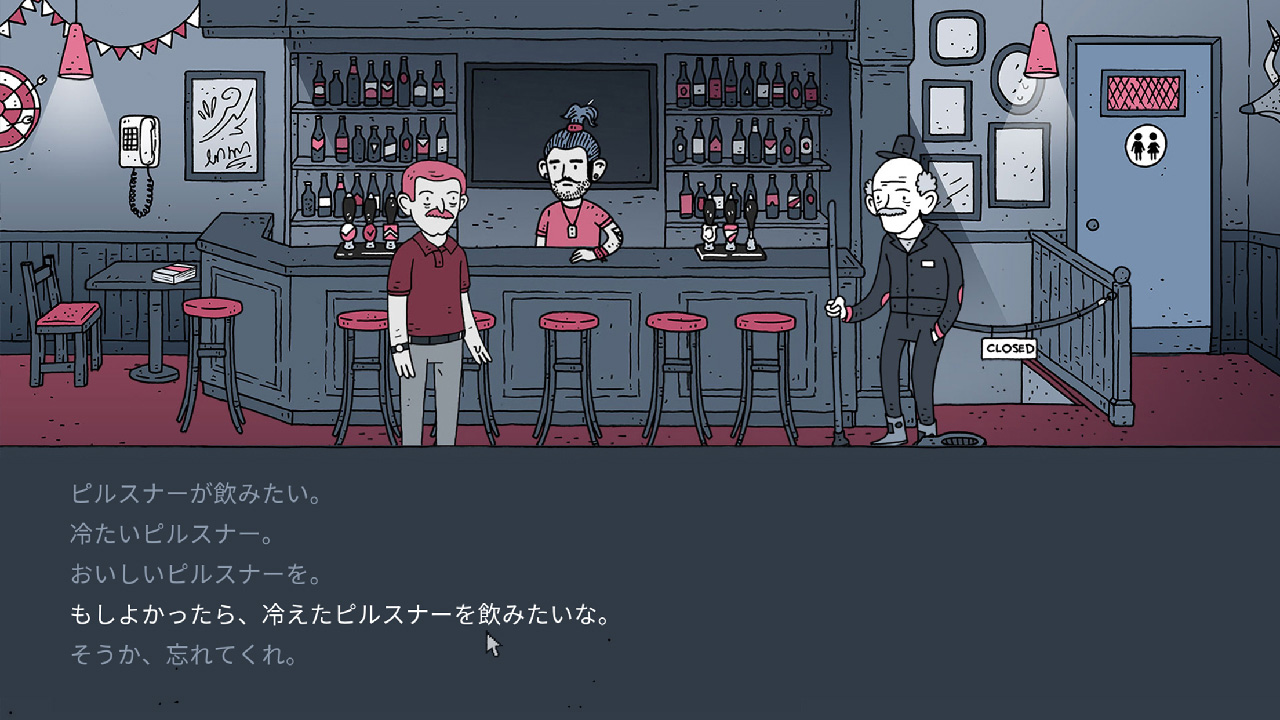 CLOSED
ピルスナーが飲みたい。
冷たいピルスナー。
おいしいピルスナーを。
もしよかったら、冷えたピルスナーを飲みたいな。
そうか、忘れてくれ。